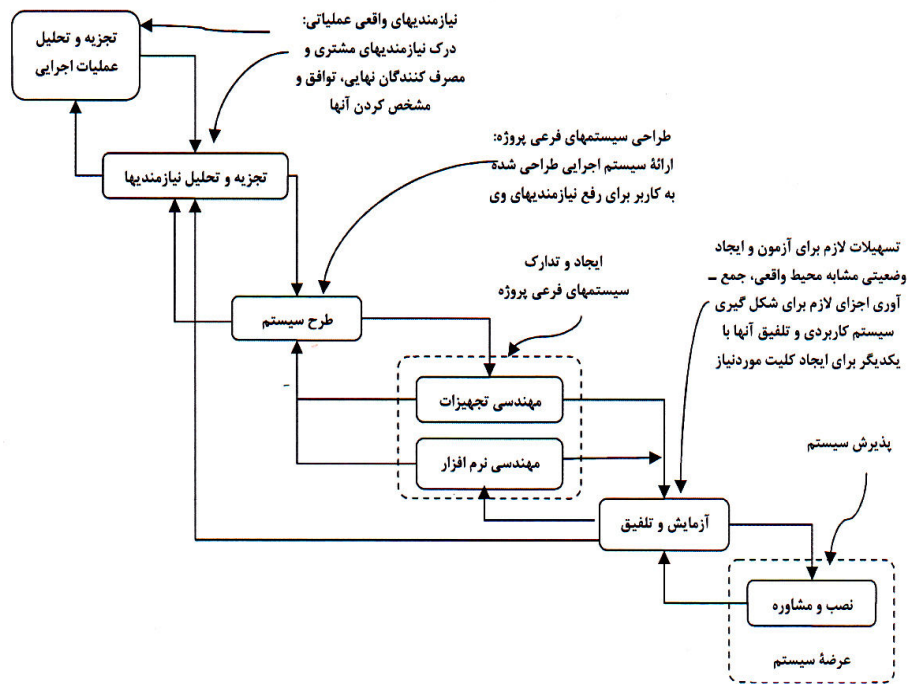 نیازمندیهای واقعی عملیاتی:
درک نیازمندیهای مشتری و
مصرف کنندگان نهایی، توافق و
مشخص کردن آنها
تجزیه و تحلیل
عملیات اجرایی
تجزیه و تحلیل نیازمندیها
طراحی سیستمهای فرعی پروژه:
ارائهٔ سیستم اجرایی طراحی شده
به کاربر برای رفع نیازمندیهای وی
طرح سیستم
ایجاد و تدارک
سیستمهای فرعی پروژه
مهندسی تجهیزات
مهندسی نرم افزار
تسهیلات لازم برای آزمون و ایجاد
وضعیتی مشابه محیط واقعی، جمع ـ
آوری اجزای لازم برای شکل گیری
سیستم کاربردی و تلفیق آنها با
یکدیگر برای ایجاد کلیت موردنیاز
آزمایش و تلفیق
پذیرش سیستم
نصب و مشاوره
عرضهٔ سیستم